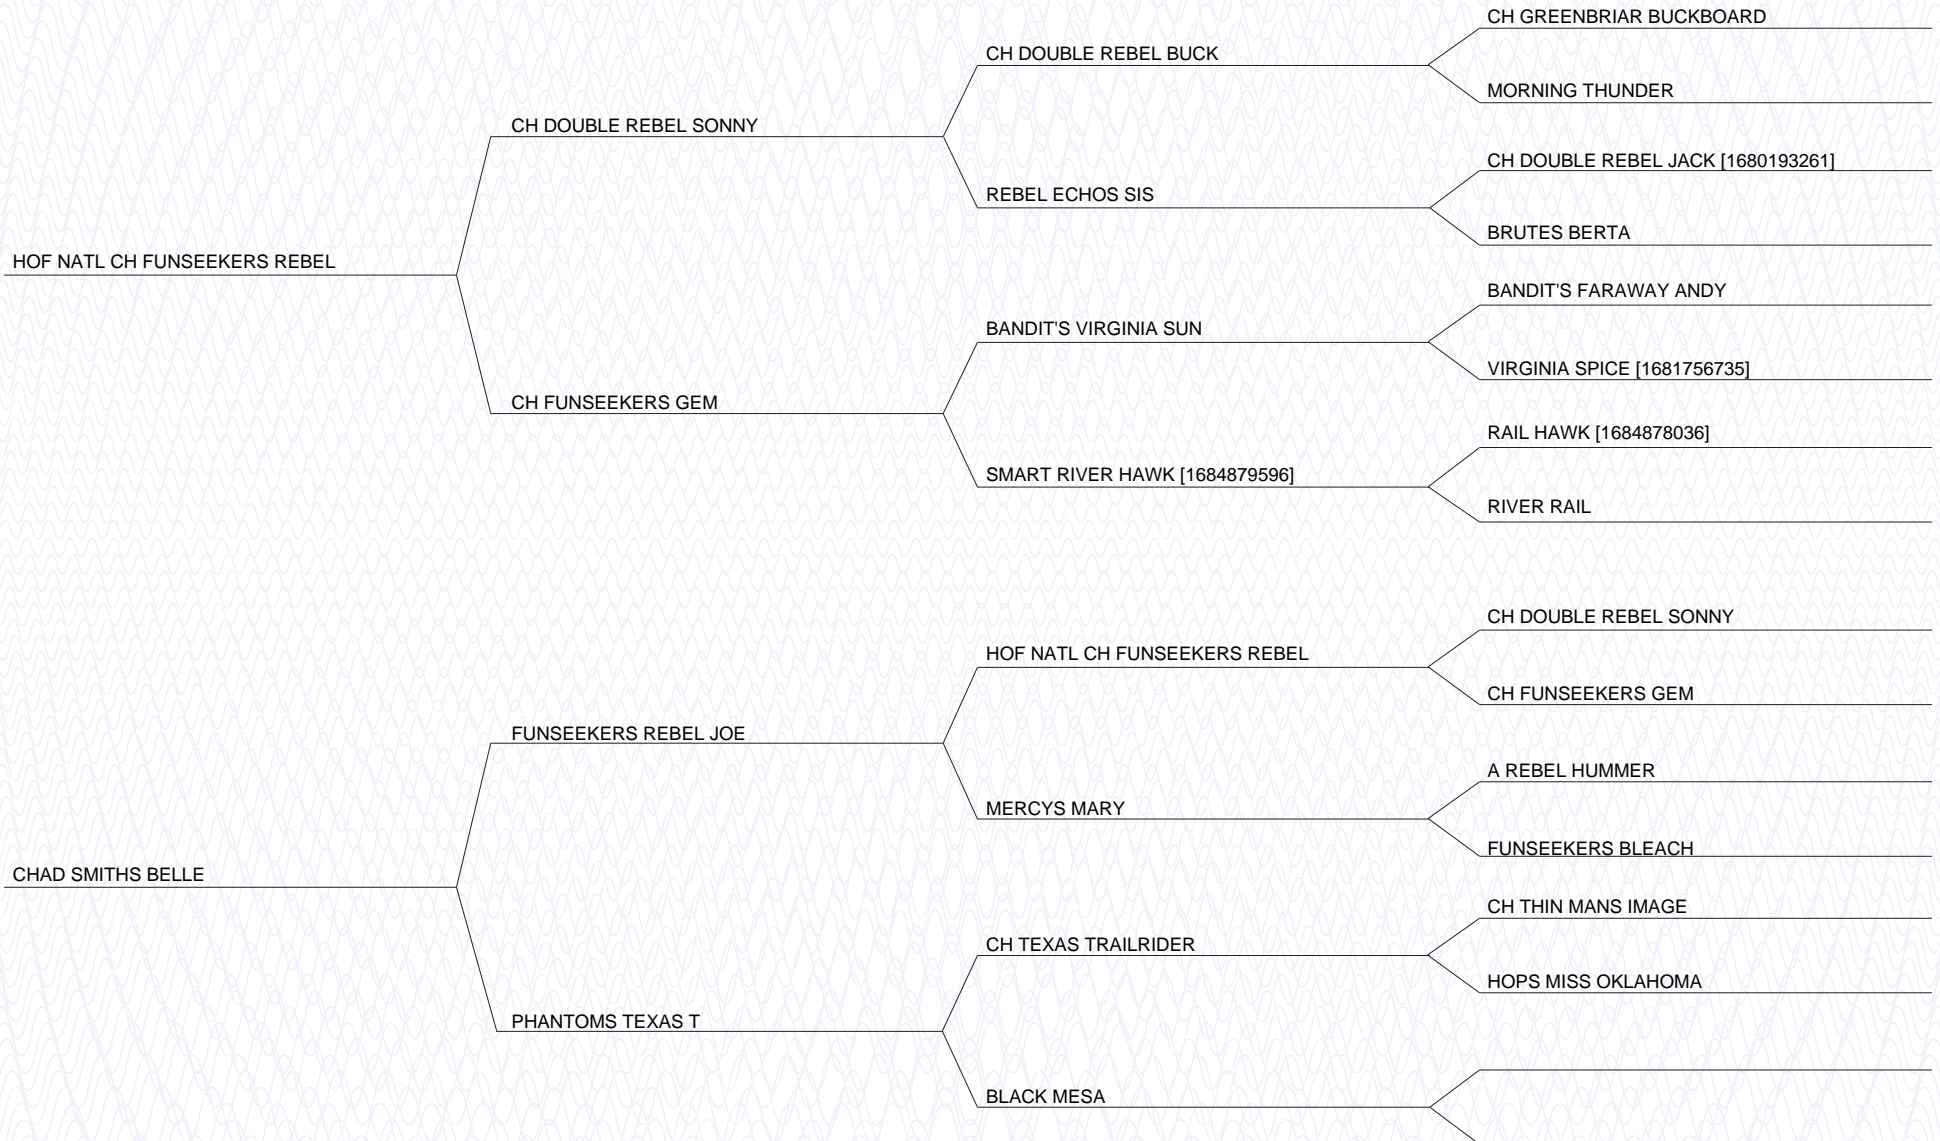 CH GREENBRIAR BUCKBOARD
CH DOUBLE REBEL BUCK
MORNING THUNDER
CH DOUBLE REBEL SONNY
CH DOUBLE REBEL JACK [1680193261]
REBEL ECHOS SIS
BRUTES BERTA
HOF NATL CH FUNSEEKERS REBEL
BANDIT'S FARAWAY ANDY
BANDIT'S VIRGINIA SUN
VIRGINIA SPICE [1681756735]
CH FUNSEEKERS GEM
RAIL HAWK [1684878036]
SMART RIVER HAWK [1684879596]
RIVER RAIL
CH DOUBLE REBEL SONNY
HOF NATL CH FUNSEEKERS REBEL
CH FUNSEEKERS GEM
FUNSEEKERS REBEL JOE
A REBEL HUMMER
MERCYS MARY
FUNSEEKERS BLEACH
CHAD SMITHS BELLE
CH THIN MANS IMAGE
CH TEXAS TRAILRIDER
HOPS MISS OKLAHOMA
PHANTOMS TEXAS T
BLACK MESA